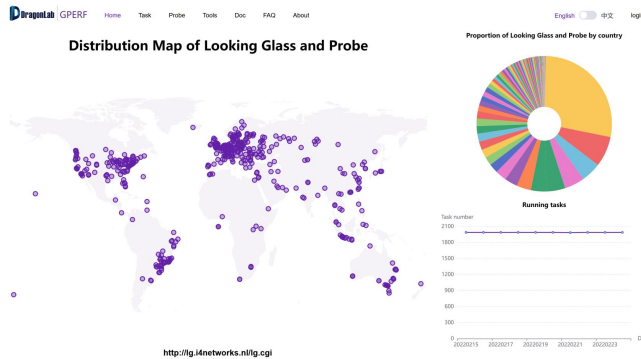 DragonLab GPERF Home Task Probe Tools Doc FAQ About English 中文 logi
Distribution Map of Looking Glass and Probe
http://lg.i4networks.nl/lg.cgi
Proportion of Looking Glass and Probe by country
Running tasks
Task number
2100
1800
1500
1200
900
600
300
0
20220215 20220217 20220219 20220221 20220223 D